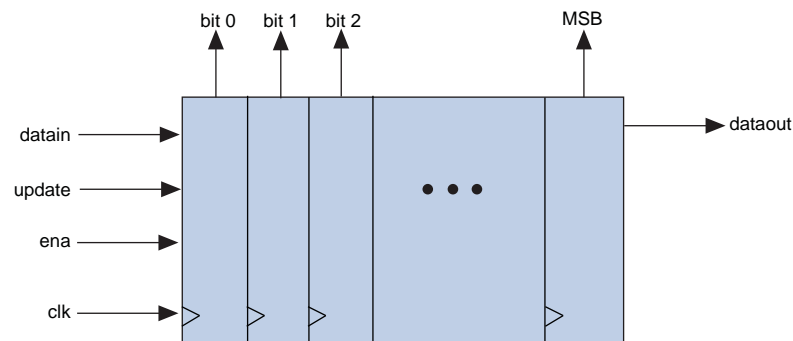 bit 0 bit 1 bit 2 MSB
datain
dataout
update
ena
clk